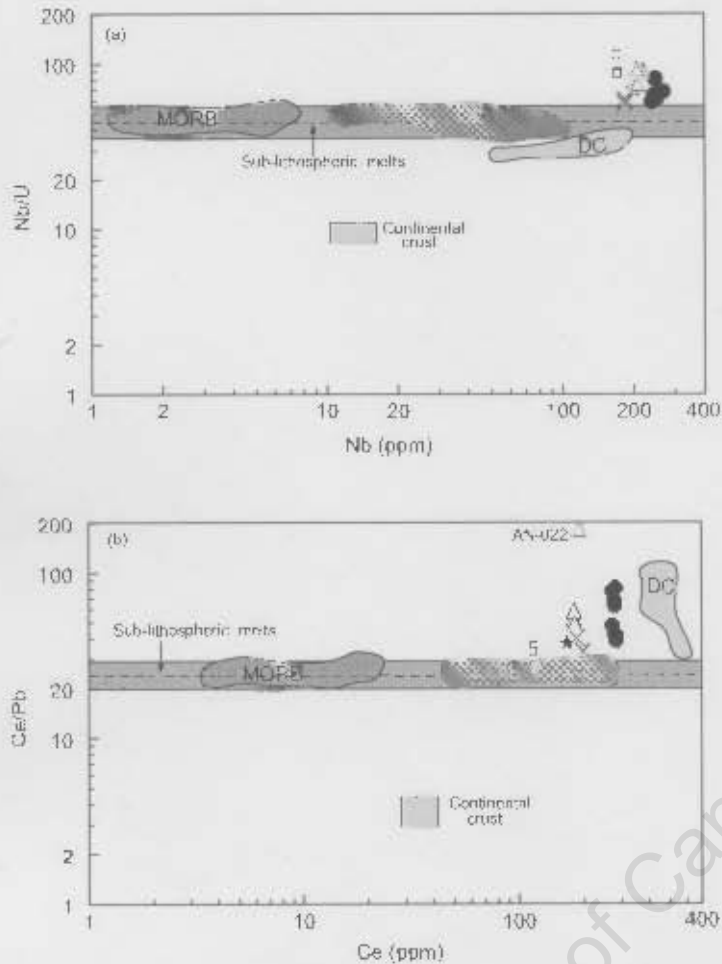 200
(a)
100
MORB
Sub-lithospheric melts
DC
20
Nb/U
10
Continental
crust
2
1
1 2 10 20 100 200 400
Nb (ppm)
200
(b)
100
DC
Sub-lithospheric melts
5
MORB
20
Ce/Pb
10
Continental
crust
2
1
1 10 100 400
Ce (ppm)
of Cap